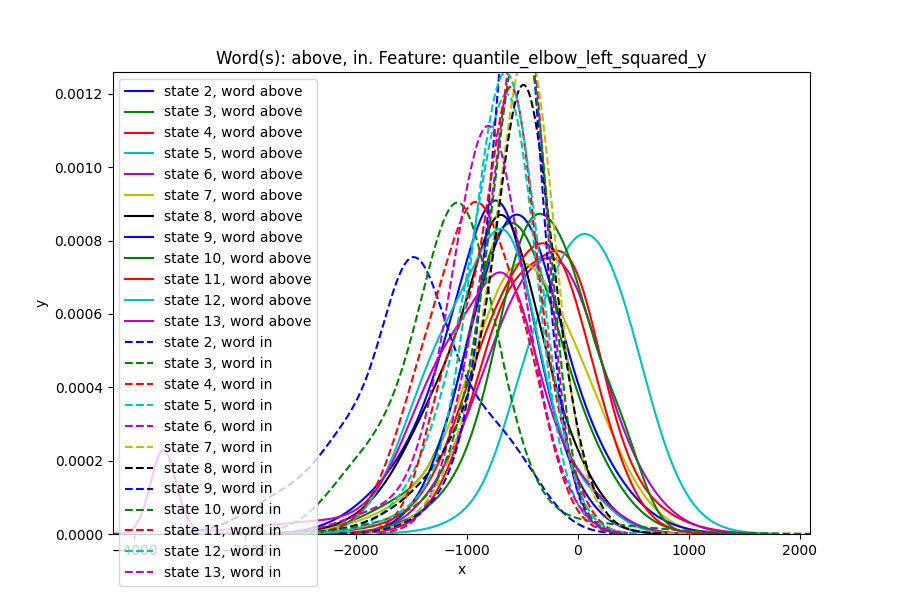 Word(s): above, in. Feature: quantile_elbow_left_squared_y
y
0.0012
0.0010
0.0008
0.0006
0.0004
0.0002
0.0000
state 2, word above
state 3, word above
state 4, word above
state 5, word above
state 6, word above
state 7, word above
state 8, word above
state 9, word above
state 10, word above
state 11, word above
state 12, word above
state 13, word above
state 2, word in
state 3, word in
state 4, word in
state 5, word in
state 6, word in
state 7, word in
state 8, word in
state 9, word in
state 10, word in
state 11, word in
state 12, word in
state 13, word in
−4000 −2000 −1000 0 1000 2000
x